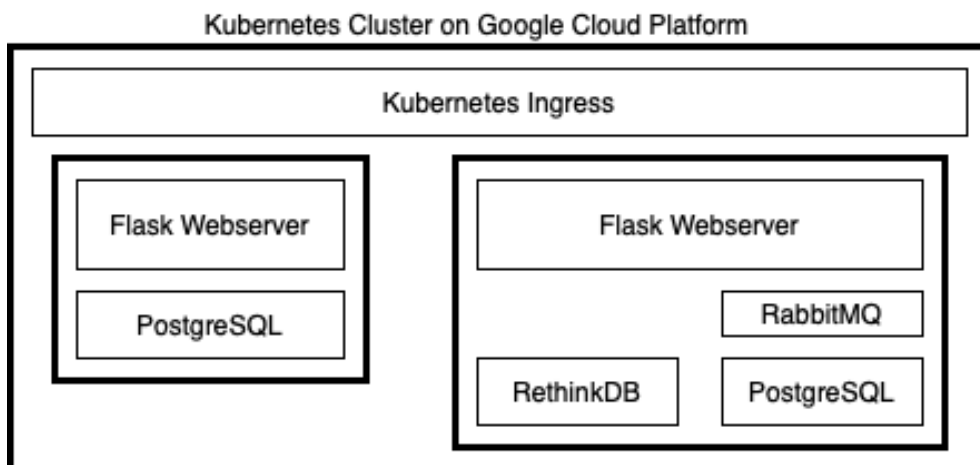 Kubernetes Cluster on Google Cloud Platform
Kubernetes Ingress
Flask Webserver
PostgreSQL
Flask Webserver
RabbitMQ
RethinkDB
PostgreSQL